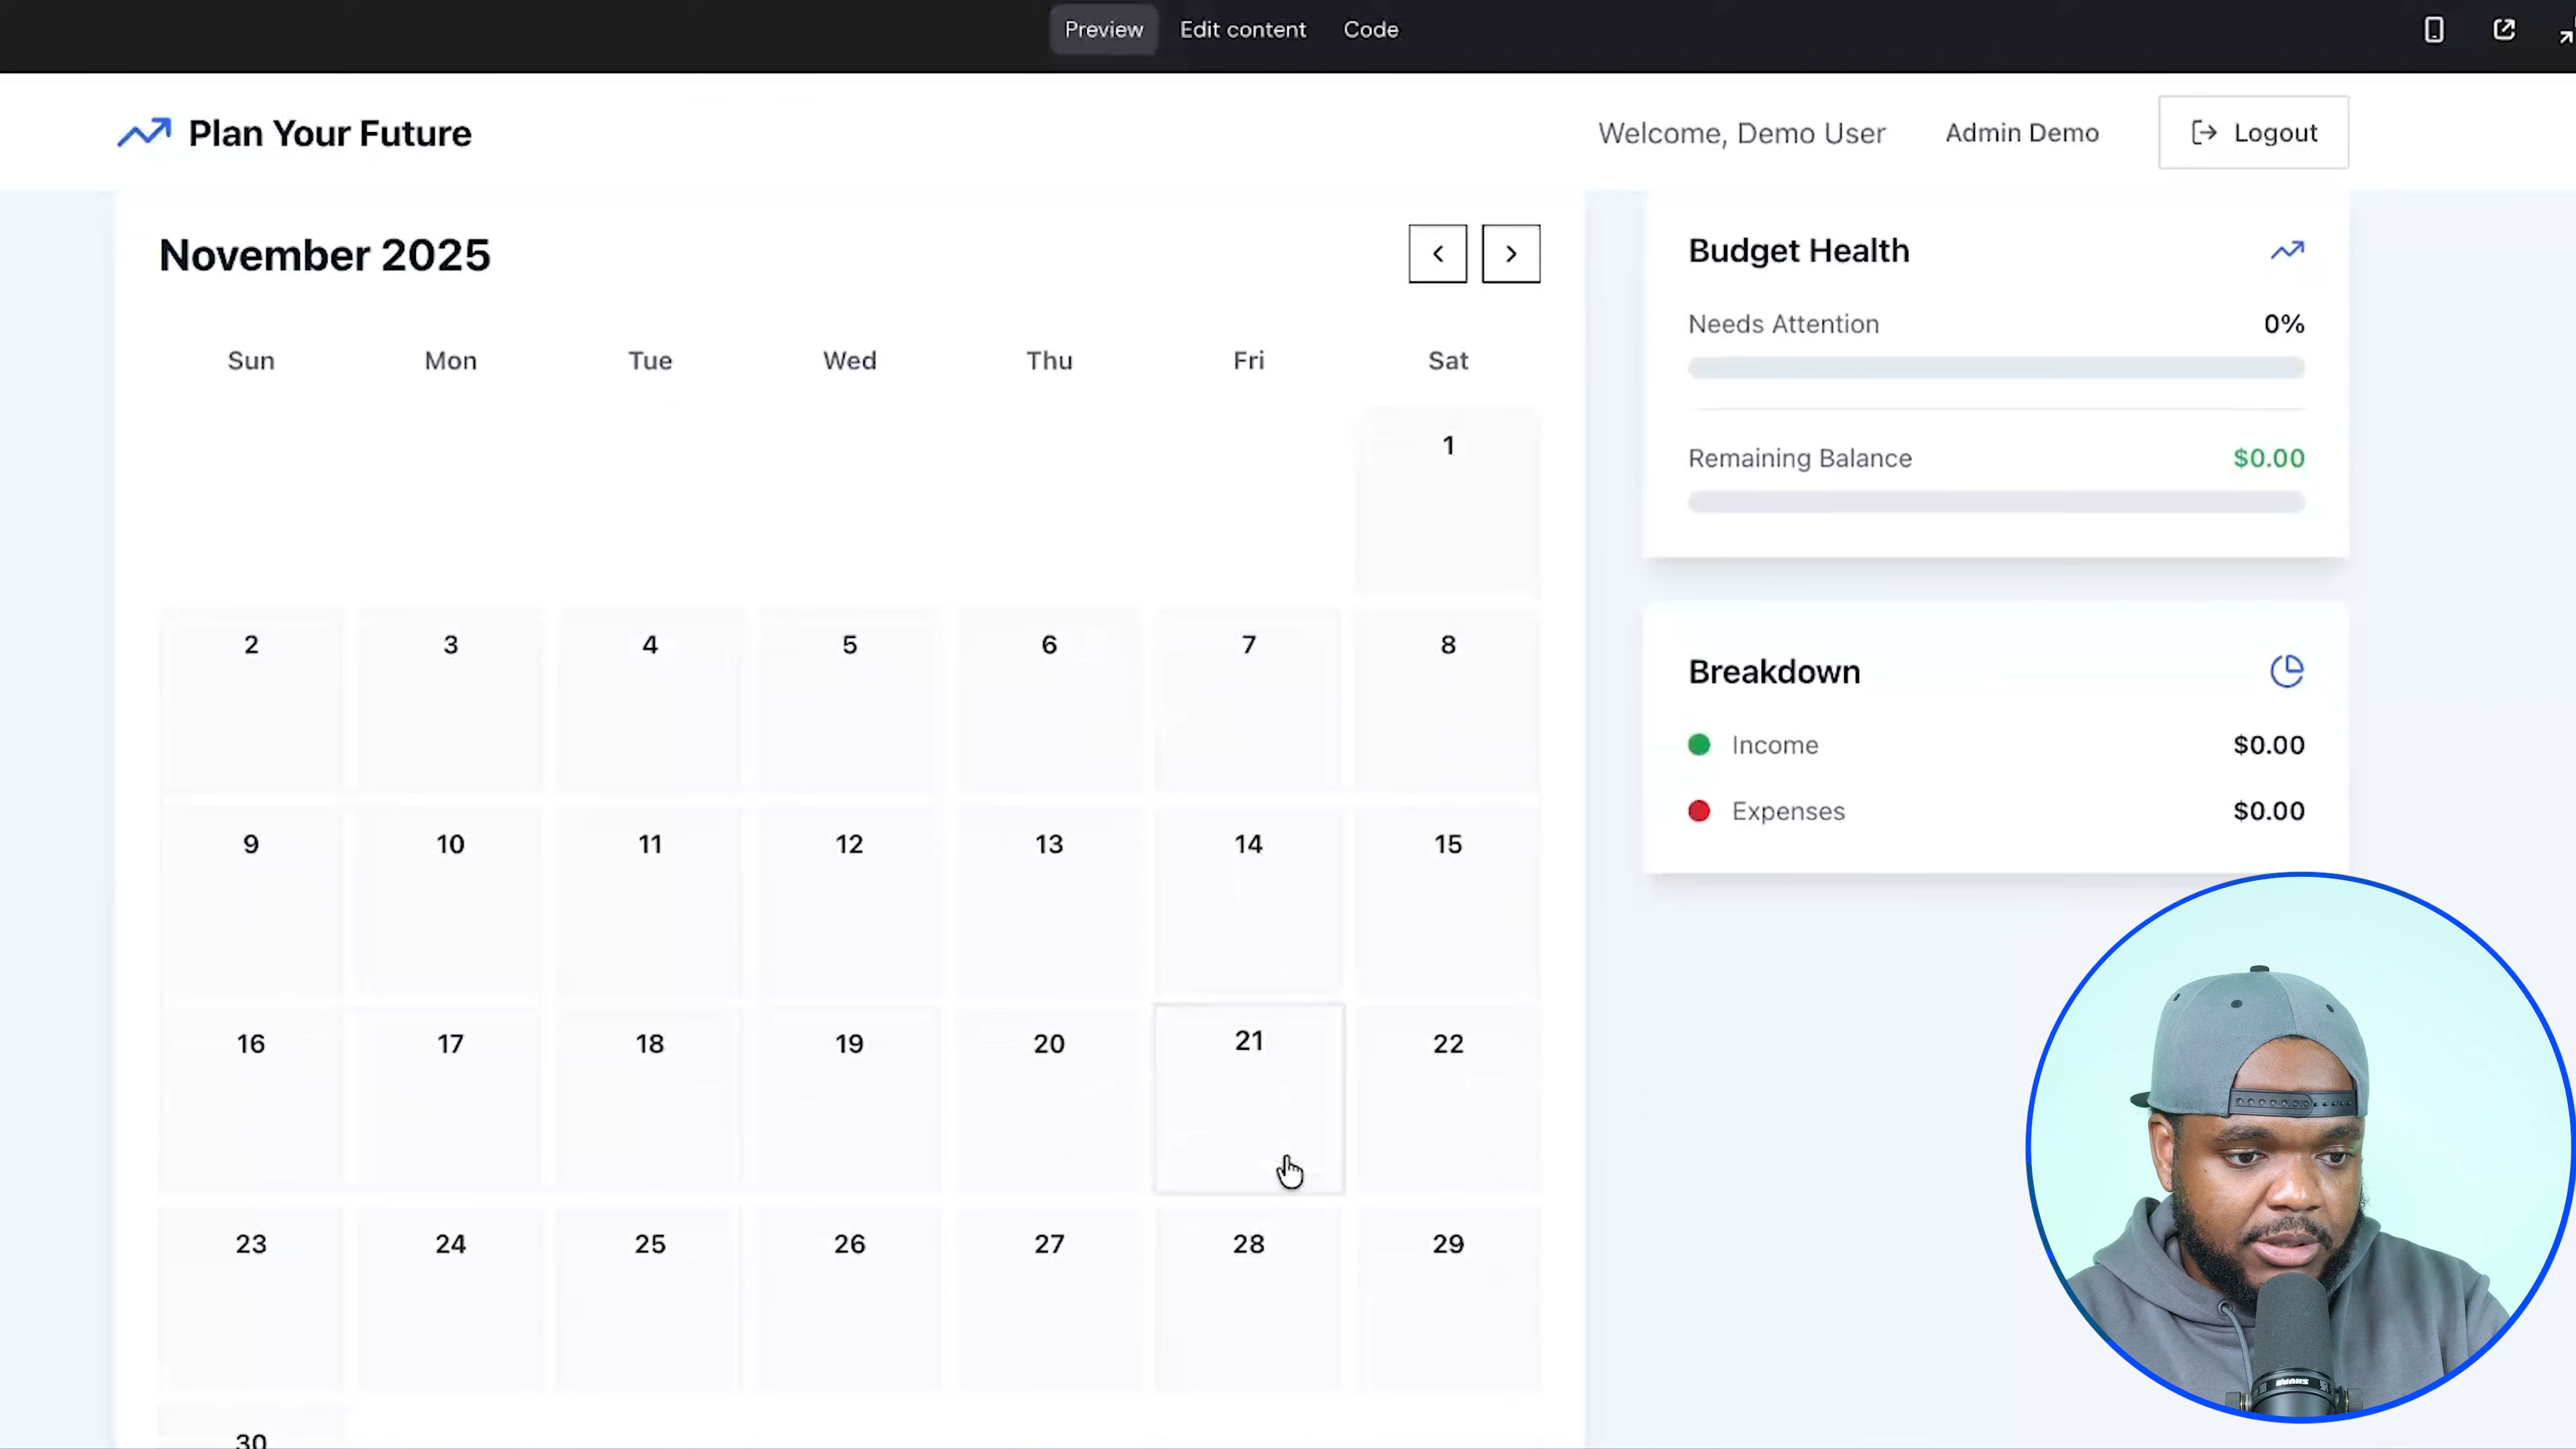 Preview Edit content Code
Plan Your Future
Welcome, Demo User Admin Demo Logout
November 2025
Sun Mon Tue Wed Thu Fri Sat
1
2 3 4 5 6 7 8
9 10 11 12 13 14 15
16 17 18 19 20 21 22
23 24 25 26 27 28 29
30
Budget Health
Needs Attention 0%
Remaining Balance $0.00
Breakdown
Income $0.00
Expenses $0.00
SHURE